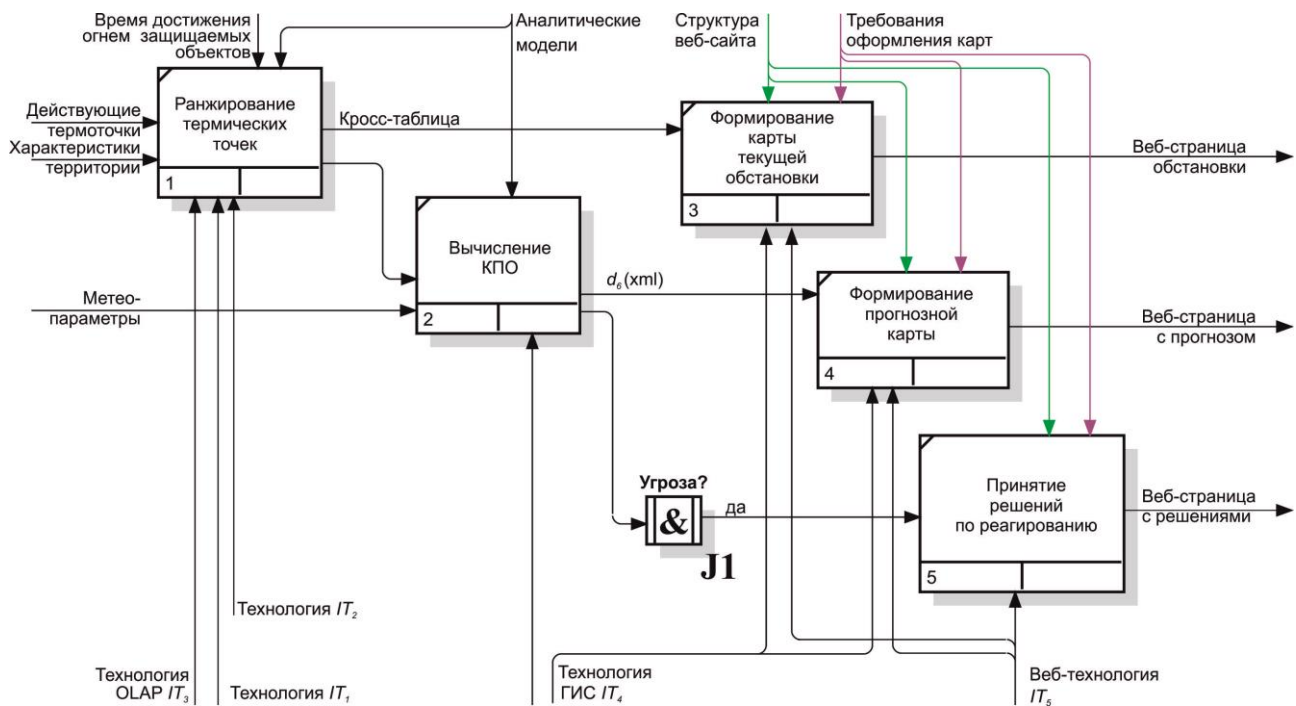 Время достижения
огнем защищаемых
объектов
Аналитические
модели
Структура
веб-сайта
Требования
оформления карт
Действующие
термоточки
Характеристики
территории
Ранжирование
термических
точек
1
Кросс-таблица
Формирование
карты
текущей
обстановки
3
Веб-страница
обстановки
Метео-
параметры
Вычисление
КПО
2
d6(xml)
Формирование
прогнозной
карты
4
Веб-страница
с прогнозом
Угроза?
&
J1
да
Принятие
решений
по реагированию
5
Веб-страница
с решениями
Технология IT2
Технология
OLAP IT3
Технология IT1
Технология
ГИС IT4
Веб-технология
IT5